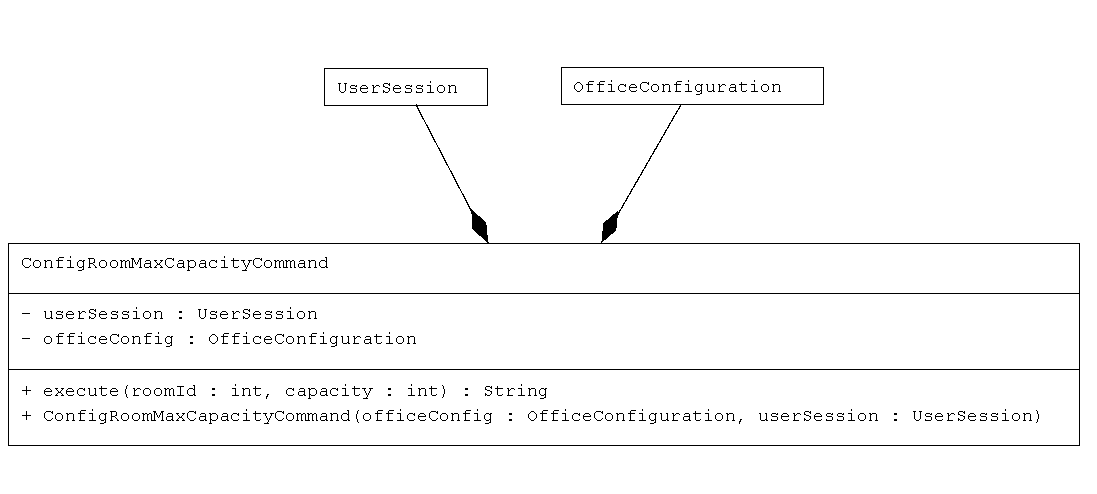 UserSession
OfficeConfiguration
ConfigRoomMaxCapacityCommand
- userSession : UserSession
- officeConfig : OfficeConfiguration
+ execute(roomId : int, capacity : int) : String
+ ConfigRoomMaxCapacityCommand(officeConfig : OfficeConfiguration, userSession : UserSession)